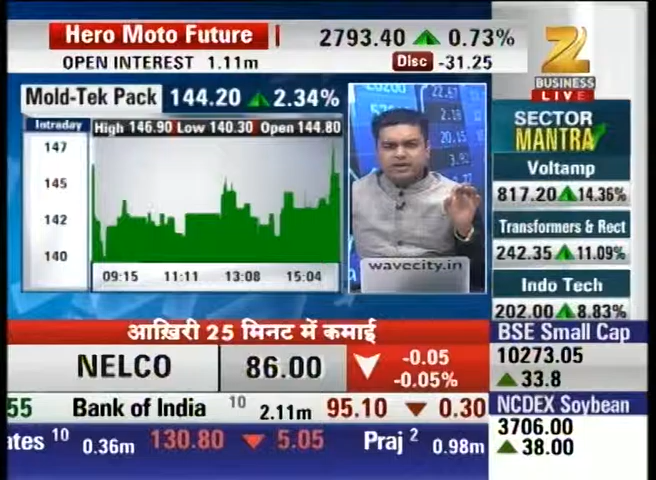 Hero Moto Future 2793.40 0.73%
OPEN INTEREST 1.11m Disc -31.25
Z
BUSINESS
LIVE
Mold-Tek Pack 144.20 2.34%
Intraday High 146.90 Low 140.30 Open 144.80
147
145
142
140
09:15 11:11 13:08 15:04
22.67
20.15
wavecity.in
SECTOR
MANTRA
Voltamp
817.20 14.36%
Transformers & Rect
242.35 11.09%
Indo Tech
202.00 8.83%
आख़िरी 25 मिनट में कमाई
NELCO 86.00 -0.05
-0.05%
BSE Small Cap
10273.05
33.8
55 Bank of India 10 2.11m 95.10 0.30
NCDEX Soybean
3706.00
38.00
ates 10 0.36m 130.80 5.05 Praj 2 0.98m